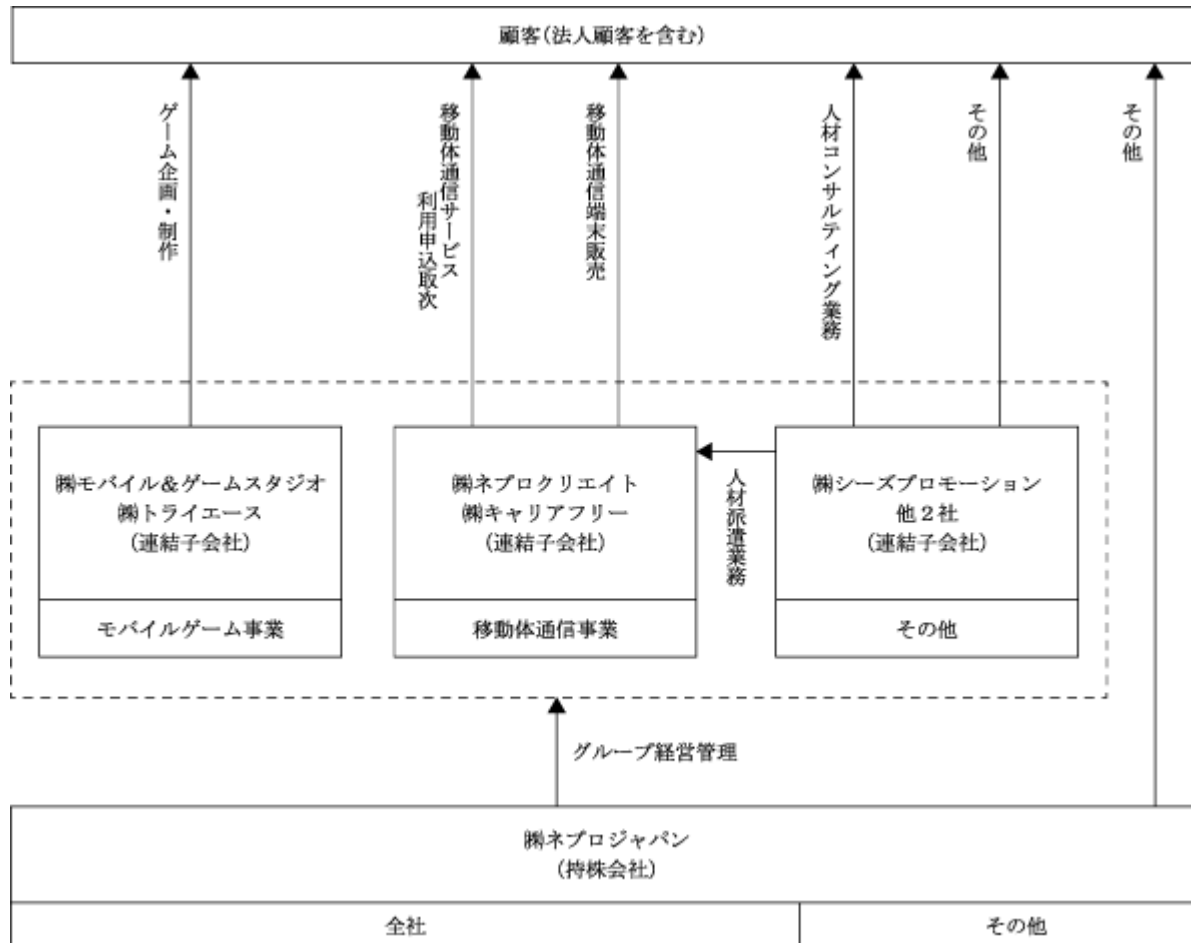 顧客(法人顧客を含む)
ゲーム企画・制作
移動体通信サービス
利用申込取次
移動体通信端末販売
人材コンサルティング業務
その他
その他
㈱モバイル＆ゲームスタジオ
㈱トライエース
(連結子会社)
モバイルゲーム事業
㈱ネプロクリエイト
㈱キャリアフリー
(連結子会社)
移動体通信事業
人材派遣業務
㈱シーズプロモーション
他２社
(連結子会社)
その他
グループ経営管理
㈱ネプロジャパン
(持株会社)
全社
その他